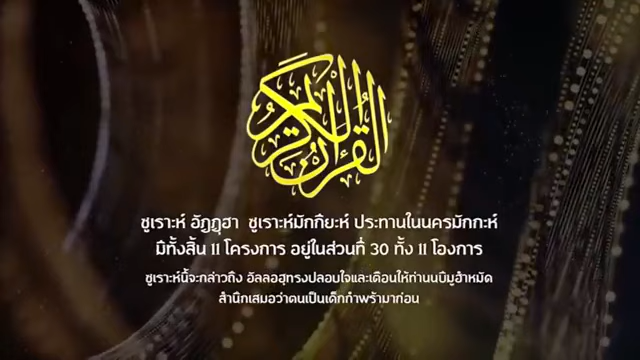 القرآن الكريم
ซูเราะห์ อัฎฎุฮา ซูเราะห์มักกียะห์ ประทานในนครมักกะห์
มีทั้งสิ้น 11 โครงการ อยู่ในส่วนที่ 30 ทั้ง 11 โองการ
ซูเราะห์นี้จะกล่าวถึง อัลลอฮุทรงปลอบใจและเตือนให้ท่านนบีมูฮำหมัด
สำนึกเสมอว่าตนเป็นเด็กกำพร้ามาก่อน